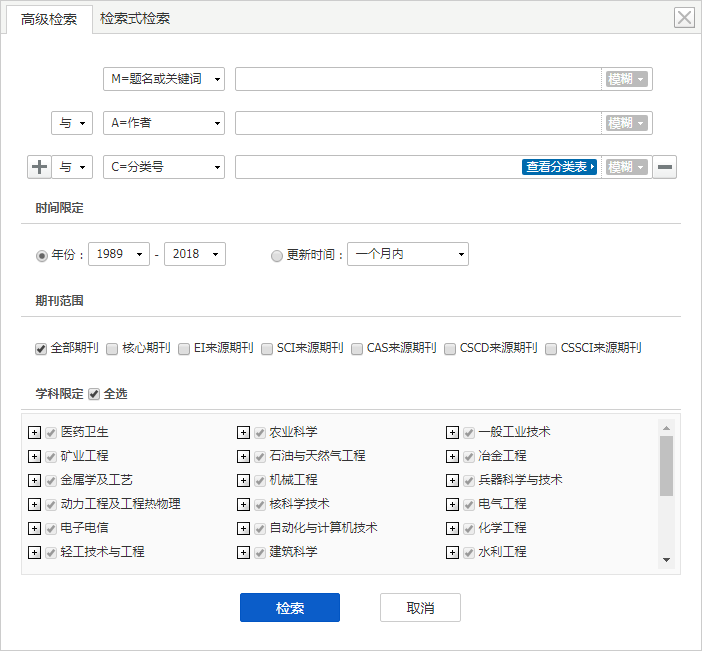 高级检索 检索式检索
M=题名或关键词 模糊
与 A=作者 模糊
与 C=分类号 查看分类表 模糊
时间限定
年份： 1989 - 2018 更新时间： 一个月内
期刊范围
全部期刊 核心期刊 EI来源期刊 SCI来源期刊 CAS来源期刊 CSCD来源期刊 CSSCI来源期刊
学科限定 全选
医药卫生 农业科学 一般工业技术
矿业工程 石油与天然气工程 冶金工程
金属学及工艺 机械工程 兵器科学与技术
动力工程及工程热物理 核科学技术 电气工程
电子电信 自动化与计算机技术 化学工程
轻工技术与工程 建筑科学 水利工程
检索 取消